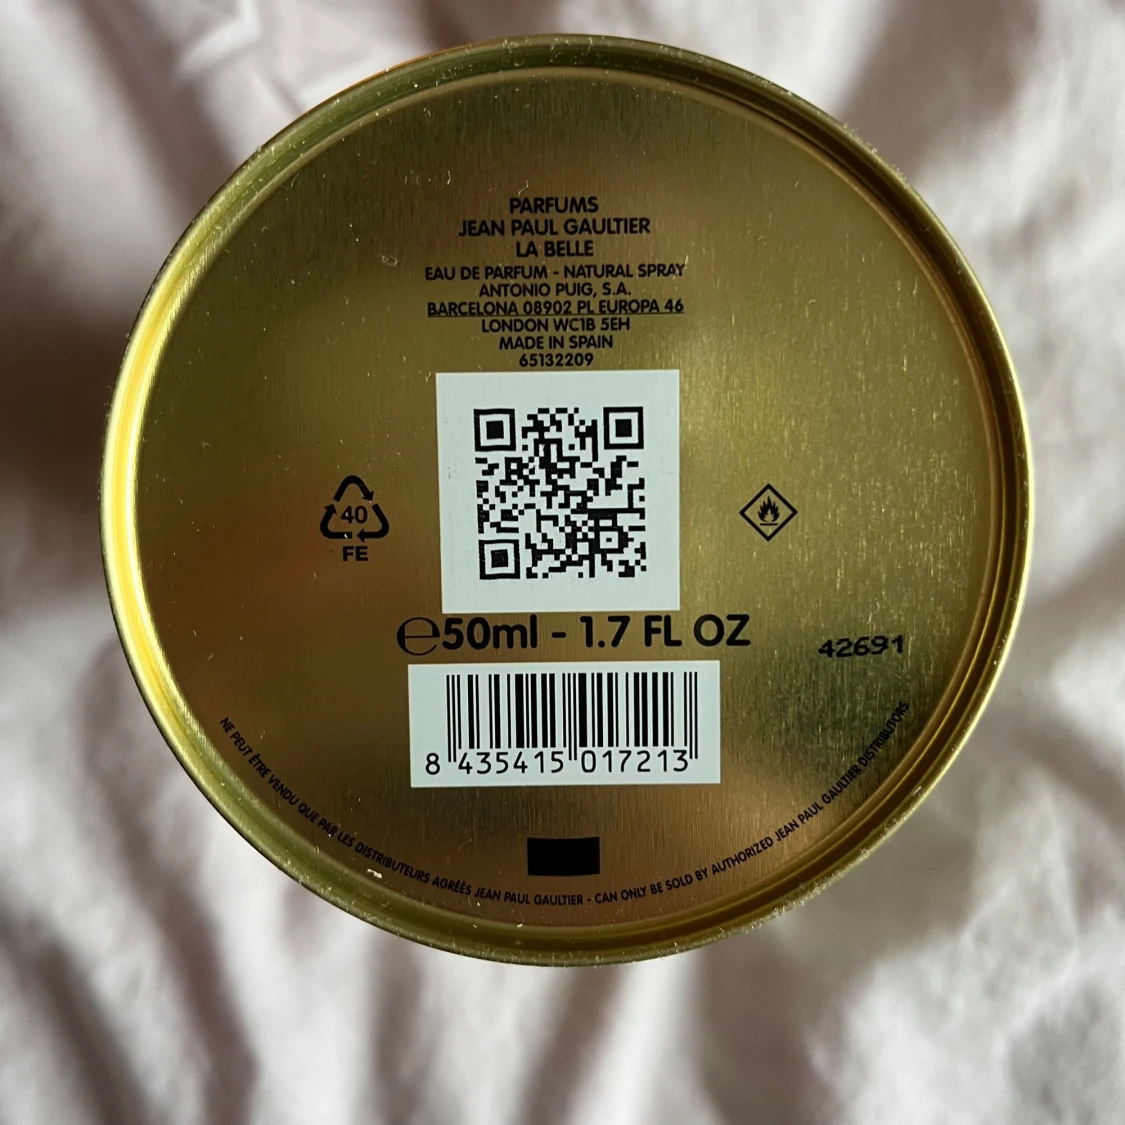 PARFUMS
JEAN PAUL GAULTIER
LA BELLE
EAU DE PARFUM - NATURAL SPRAY
ANTONIO PUIG, S.A.
BARCELONA 08902 PL EUROPA 46
LONDON WC1B 5EH
MADE IN SPAIN
65132209
40
FE
℮50ml - 1.7 FL OZ
42691
8 435415 017213
NE PEUT ÊTRE VENDU QUE PAR LES DISTRIBUTEURS AGRÉÉS JEAN PAUL GAULTIER - CAN ONLY BE SOLD BY AUTHORIZED JEAN PAUL GAULTIER DISTRIBUTORS